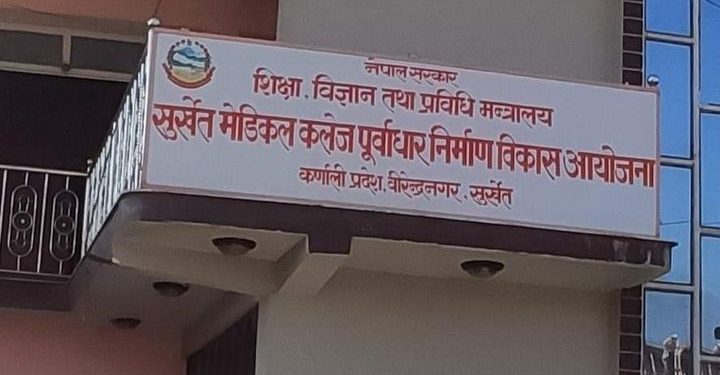 नेपाल सरकार
शिक्षा, विज्ञान तथा प्रविधि मन्त्रालय
सुर्खेत मेडिकल कलेज पूर्वाधार निर्माण विकास आयोजना
कर्णाली प्रदेश, वीरेन्द्रनगर, सुर्खेत